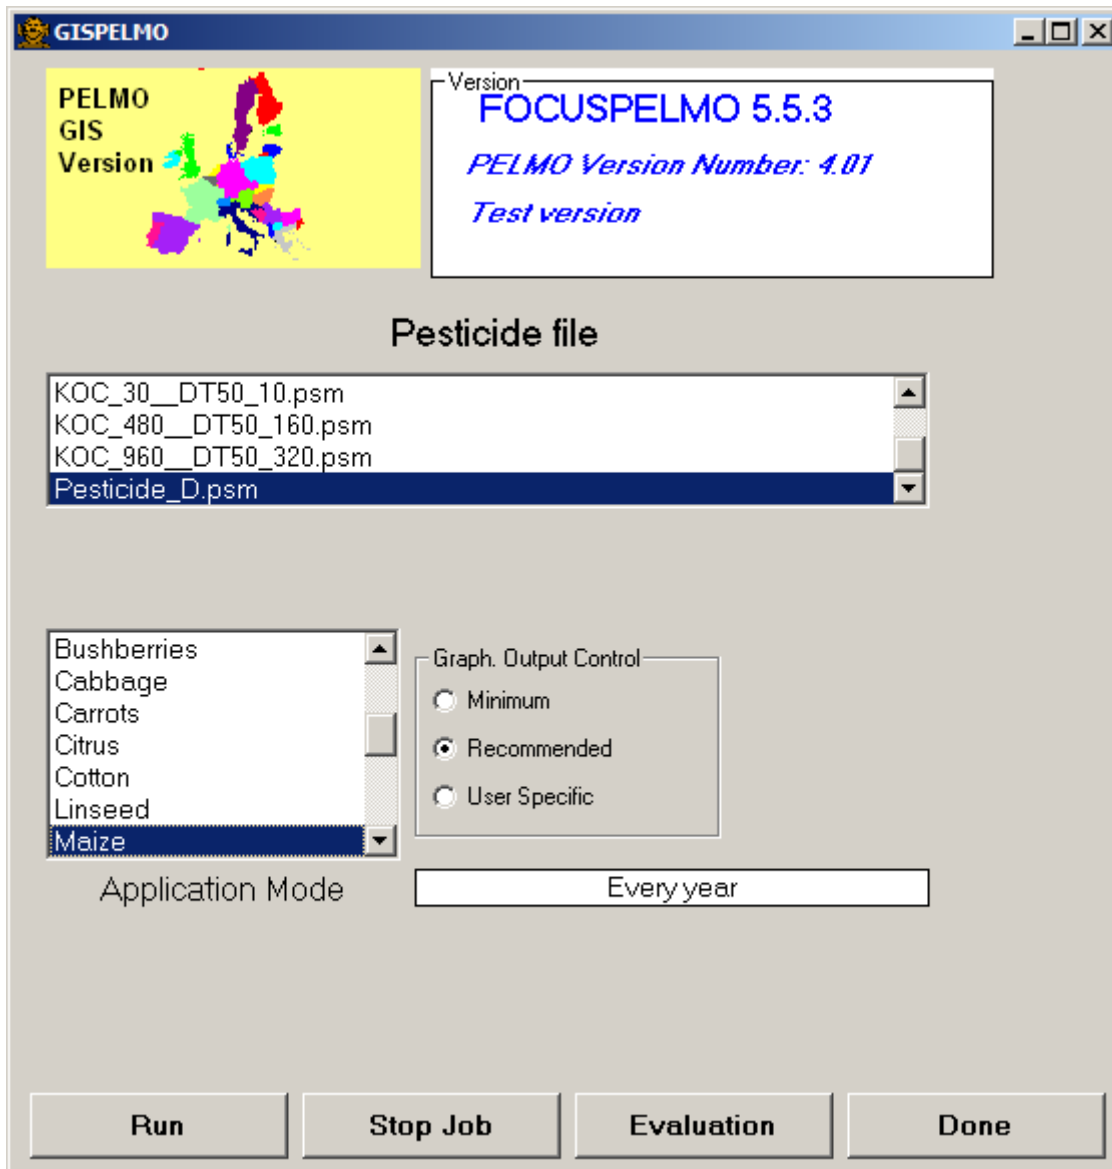 GISPELMO
PELMO
GIS
Version
Version
FOCUSPELMO 5.5.3
PELMO Version Number: 4.01
Test version
Pesticide file
KOC_30__DT50_10.psm
KOC_480__DT50_160.psm
KOC_960__DT50_320.psm
Pesticide_D.psm
Bushberries
Cabbage
Carrots
Citrus
Cotton
Linseed
Maize
Graph. Output Control
Minimum
Recommended
User Specific
Application Mode
Every year
Run
Stop Job
Evaluation
Done